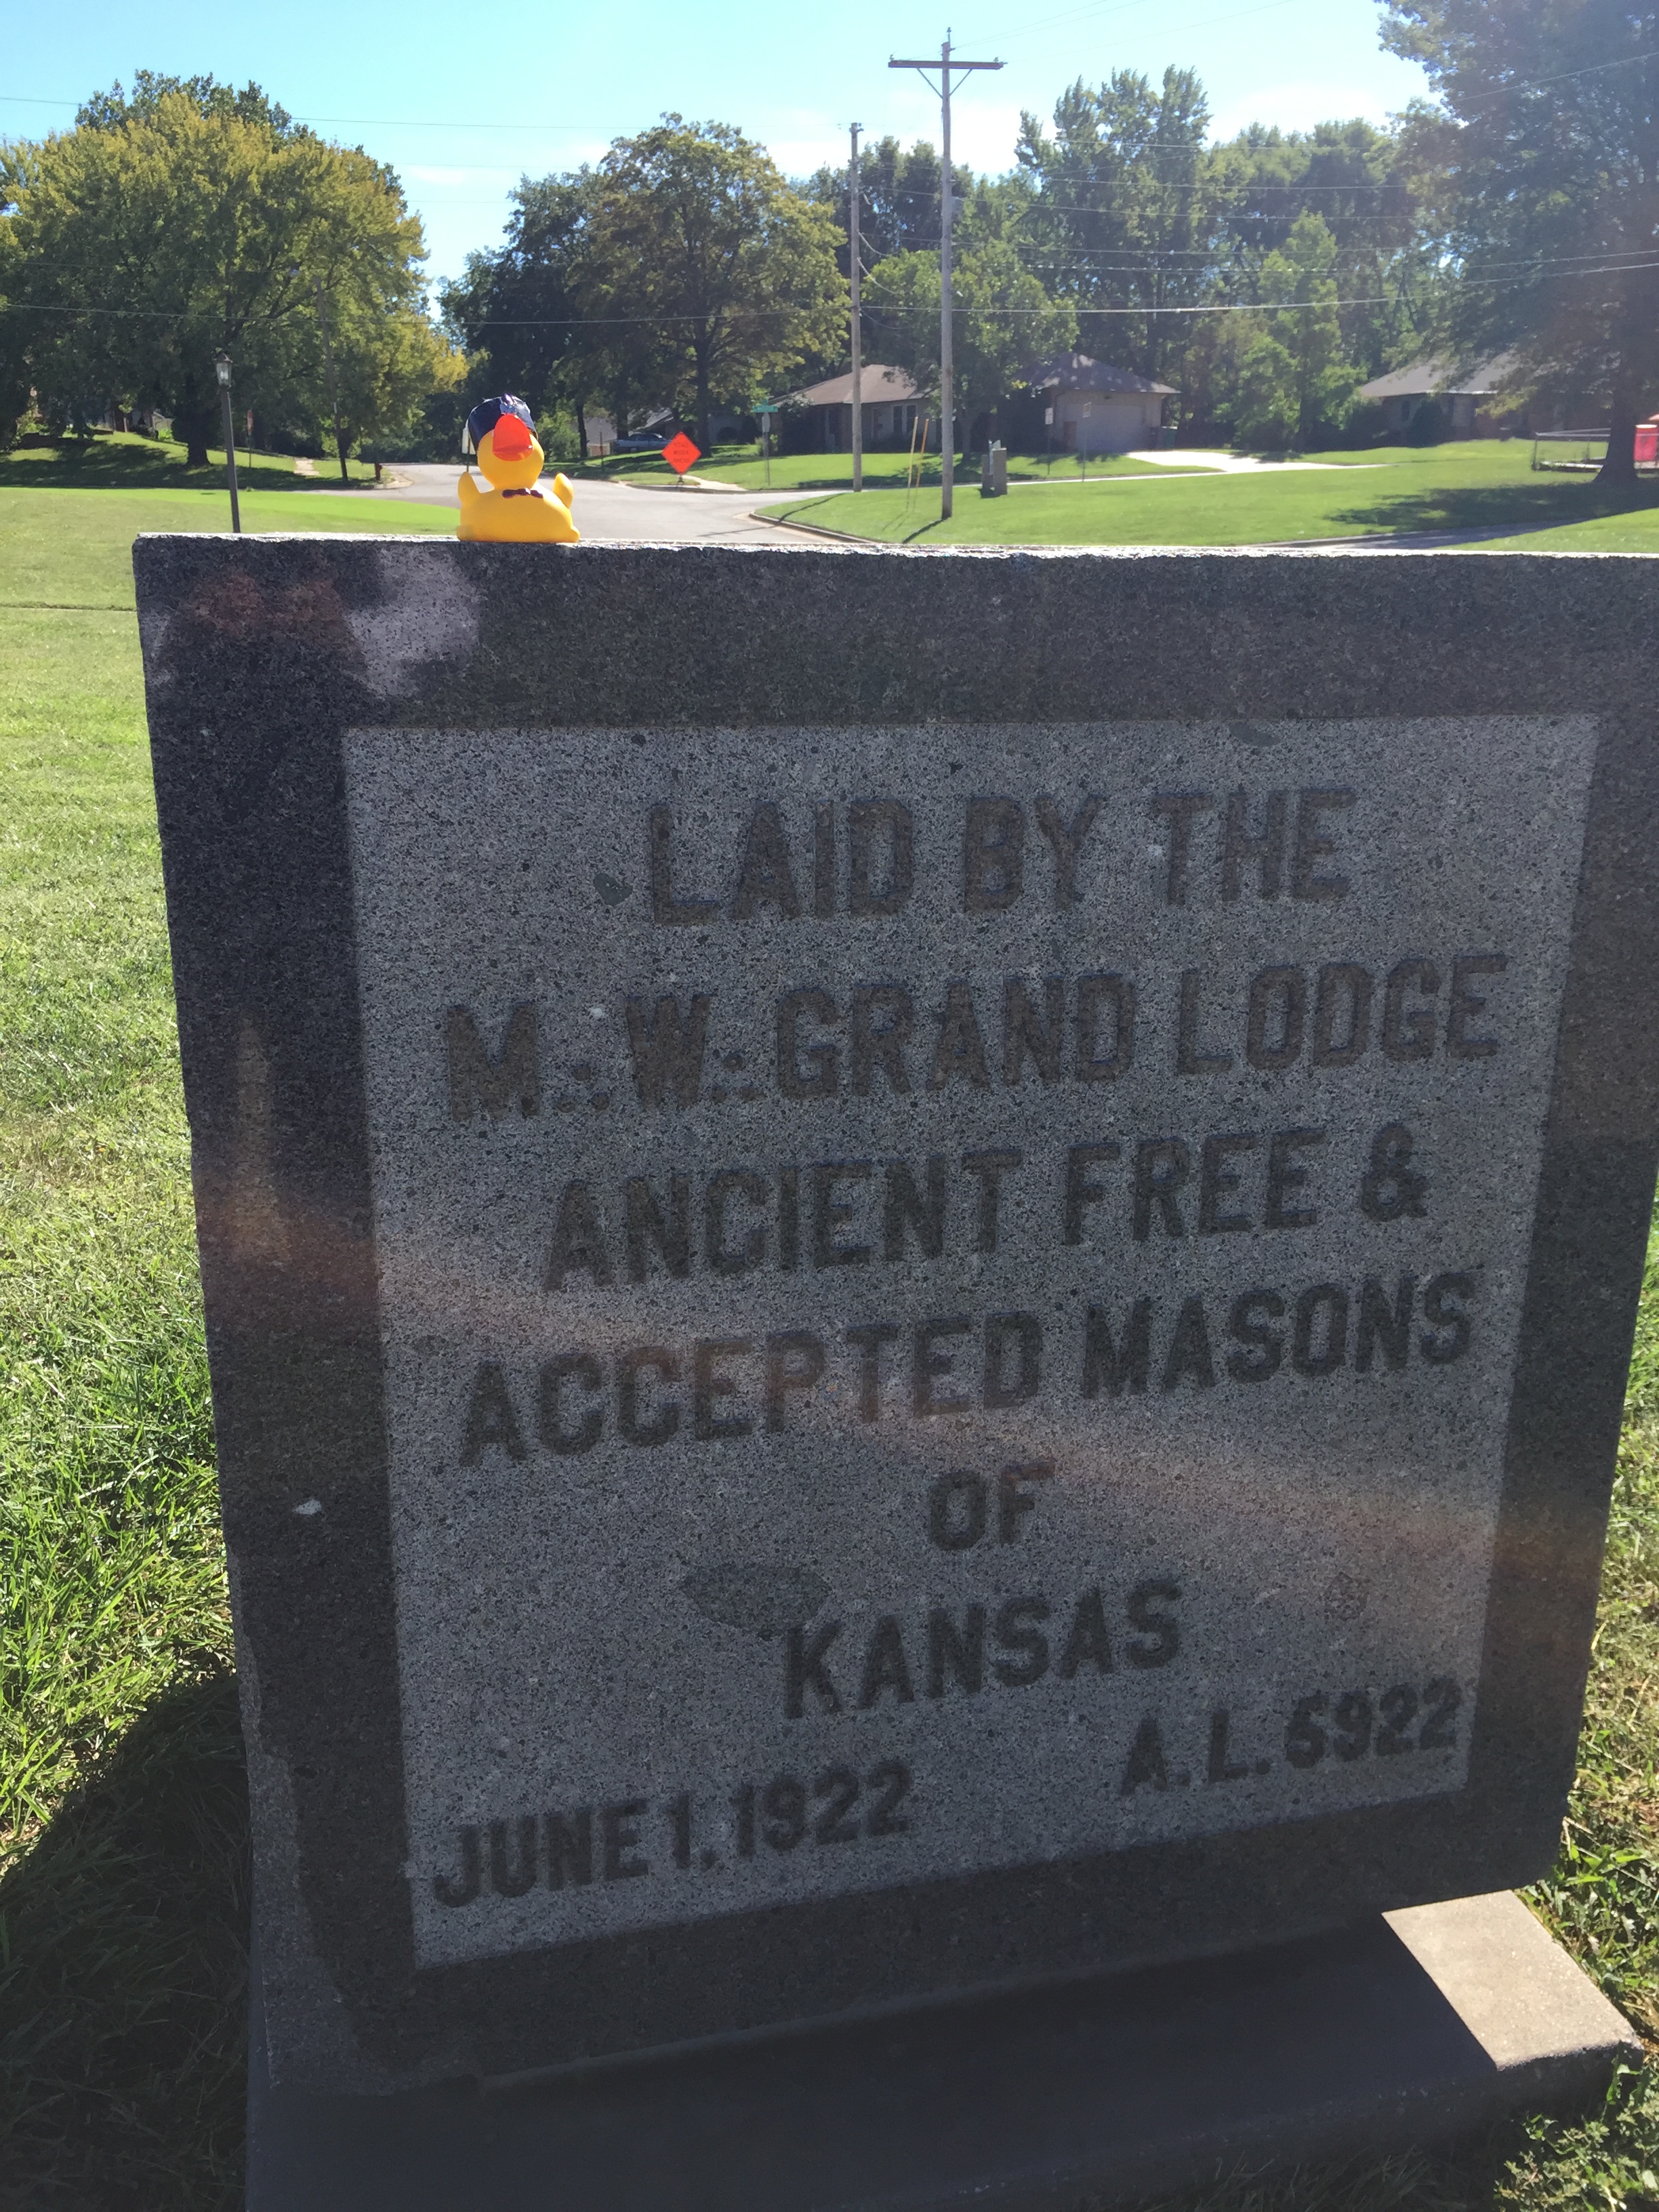 LAID BY THE
M∴W∴GRAND LODGE
ANCIENT FREE &
ACCEPTED MASONS
OF
KANSAS
JUNE 1, 1922 A. L. 5922